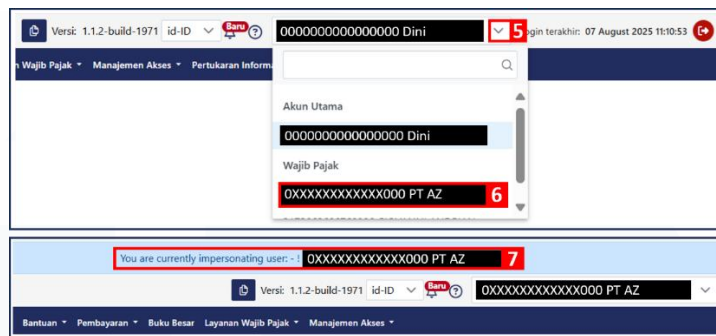 Versi: 1.1.2-build-1971 id-ID Baru ? 0000000000000000 Dini 5 ogin terakhir: 07 August 2025 11:10:53
n Wajib Pajak Manajemen Akses Pertukaran Inform
Akun Utama
0000000000000000 Dini
Wajib Pajak
0XXXXXXXXXXXX000 PT AZ 6
You are currently impersonating user: - 0XXXXXXXXXXXX000 PT AZ 7
Versi: 1.1.2-build-1971 id-ID Baru ? 0XXXXXXXXXXXX000 PT AZ
Bantuan Pembayaran Buku Besar Layanan Wajib Pajak Manajemen Akses